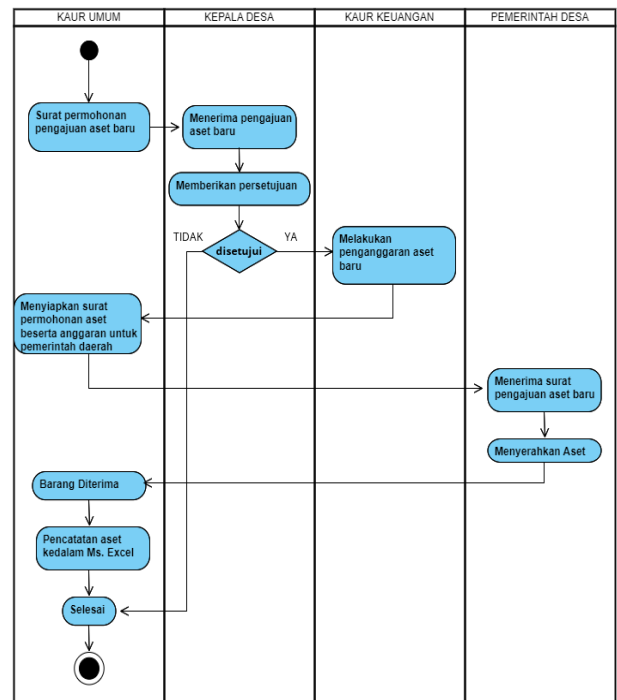 KAUR UMUM
KEPALA DESA
KAUR KEUANGAN
PEMERINTAH DESA
Surat permohonan
pengajuan aset baru
Menerima pengajuan
aset baru
Memberikan persetujuan
TIDAK
disetujui
YA
Melakukan
penganggaran aset
baru
Menyiapkan surat
permohonan aset
beserta anggaran untuk
pemerintah daerah
Menerima surat
pengajuan aset baru
Menyerahkan Aset
Barang Diterima
Pencatatan aset
kedalam Ms. Excel
Selesai